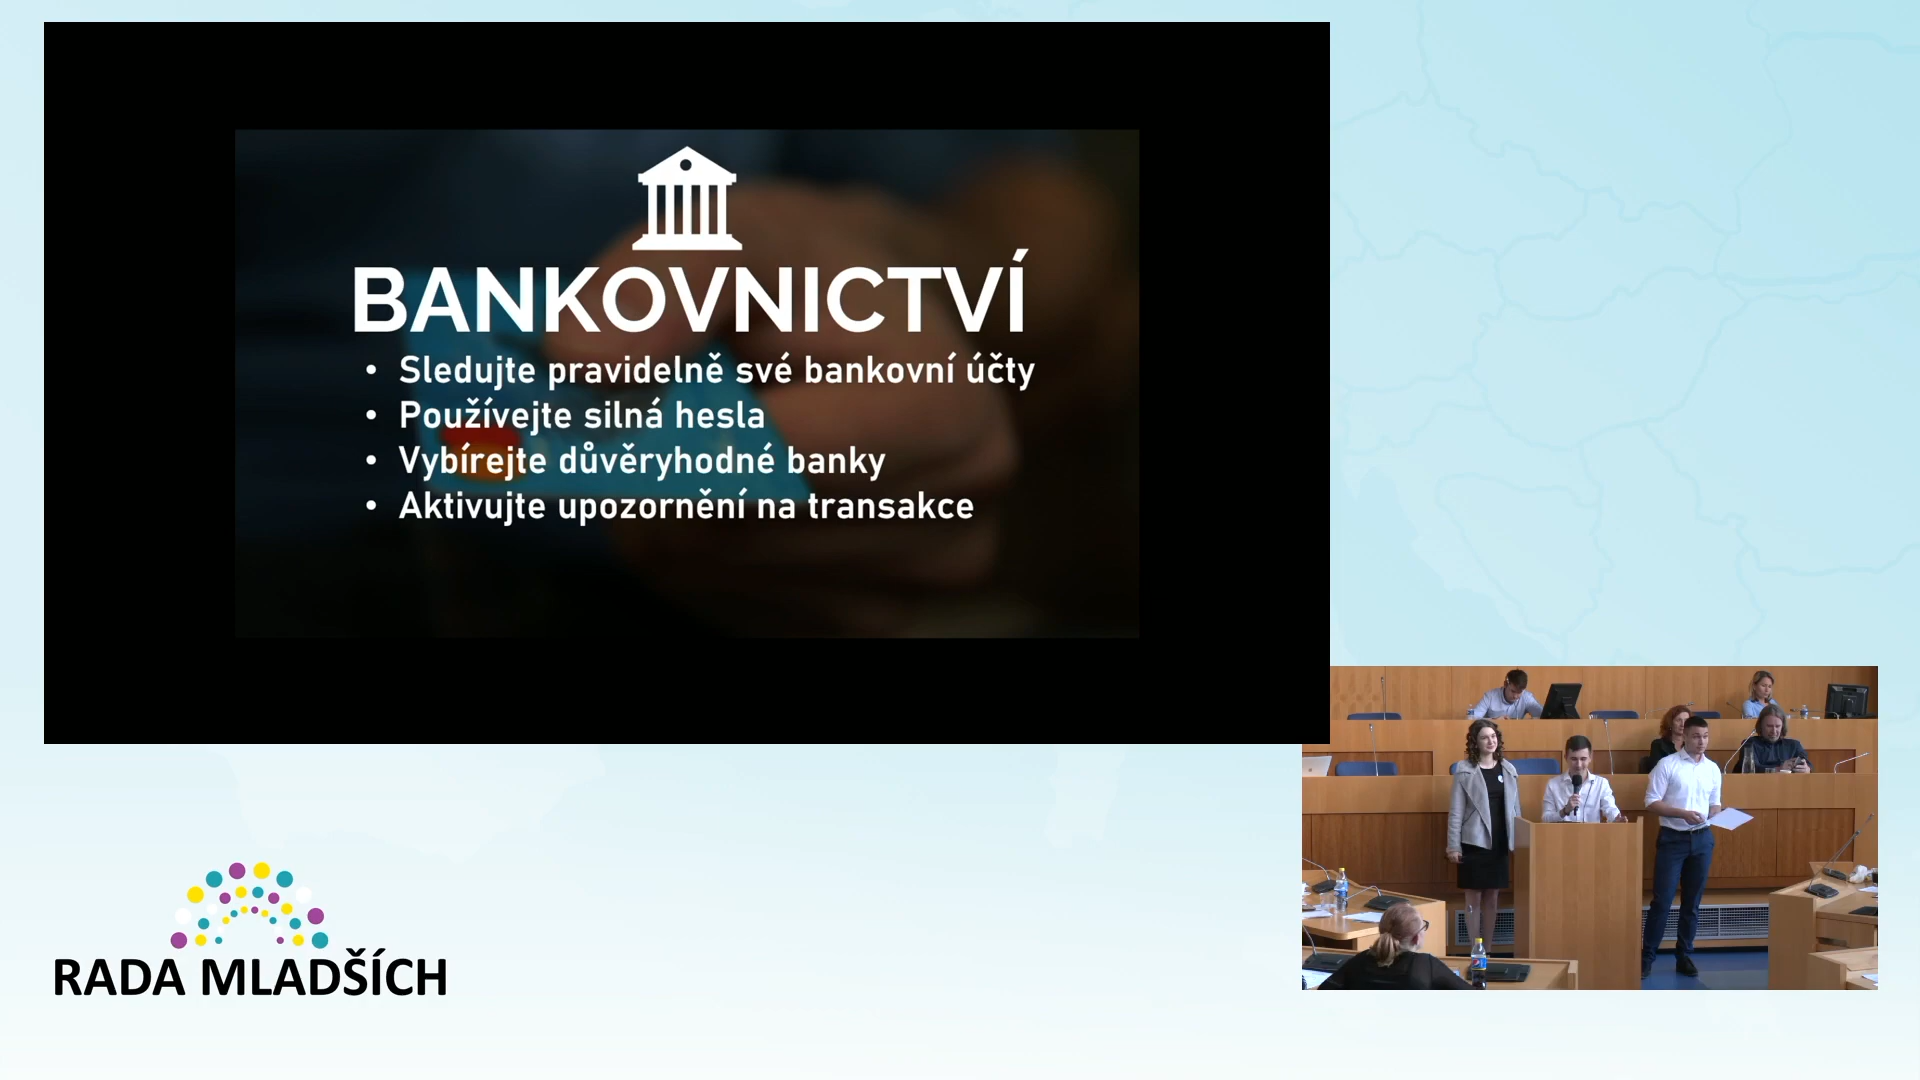 BANKOVNICTVÍ
• Sledujte pravidelně své bankovní účty
• Používejte silná hesla
• Vybírejte důvěryhodné banky
• Aktivujte upozornění na transakce
RADA MLADŠÍCH